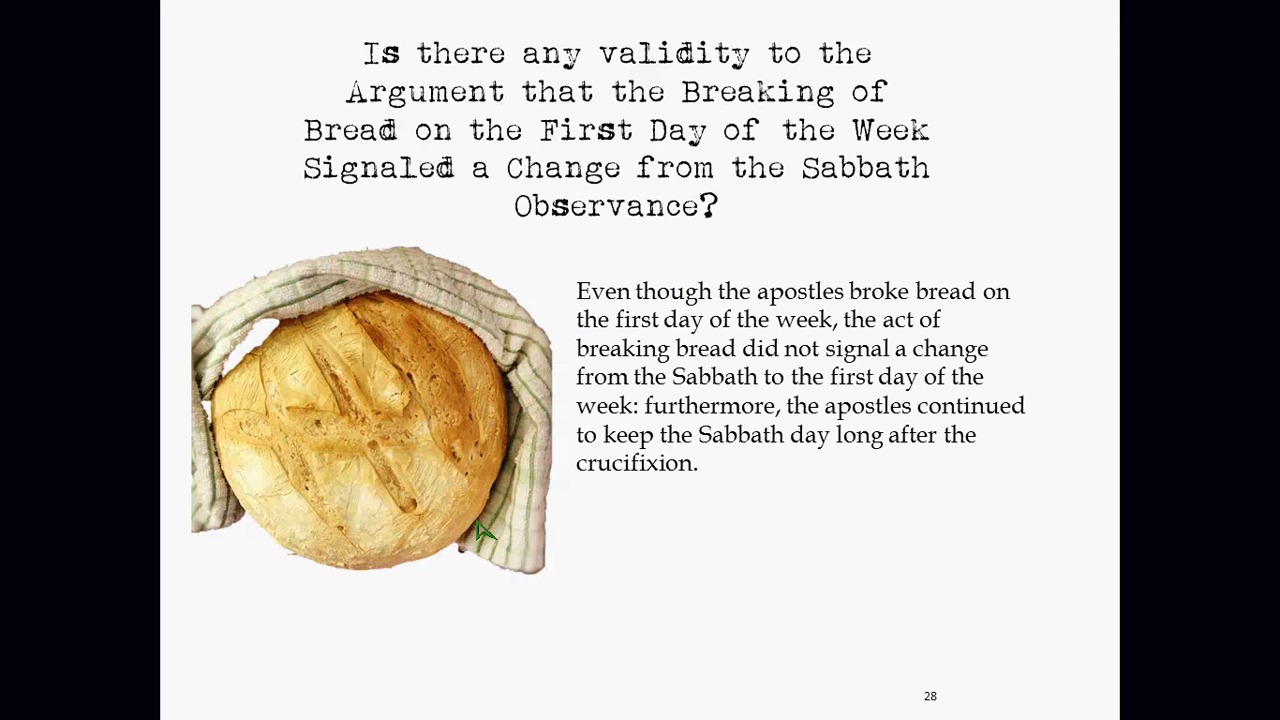 Is there any validity to the
Argument that the Breaking of
Bread on the First Day of the Week
Signaled a Change from the Sabbath
Observance?
Even though the apostles broke bread on
the first day of the week, the act of
breaking bread did not signal a change
from the Sabbath to the first day of the
week: furthermore, the apostles continued
to keep the Sabbath day long after the
crucifixion.
28